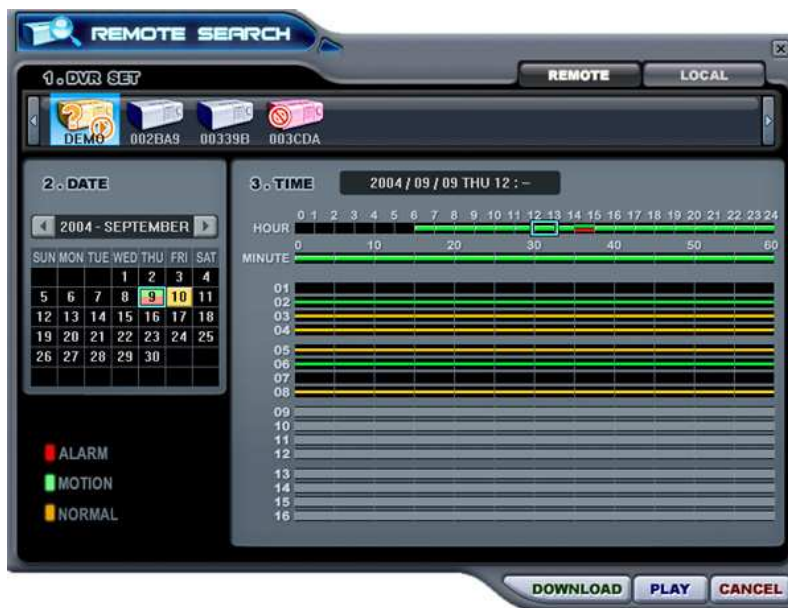 REMOTE SEARCH
1. DVR SET
REMOTE LOCAL
DEMO 002BA9 00339B 003CDA
2. DATE
3. TIME 2004 / 09 / 09 THU 12 : --
2004 - SEPTEMBER
SUN MON TUE WED THU FRI SAT
1 2 3 4
5 6 7 8 9 10 11
12 13 14 15 16 17 18
19 20 21 22 23 24 25
26 27 28 29 30
0 1 2 3 4 5 6 7 8 9 10 11 12 13 14 15 16 17 18 19 20 21 22 23 24
HOUR
0 10 20 30 40 50 60
MINUTE
01
02
03
04
05
06
07
08
09
10
11
12
13
14
15
16
ALARM
MOTION
NORMAL
DOWNLOAD PLAY CANCEL